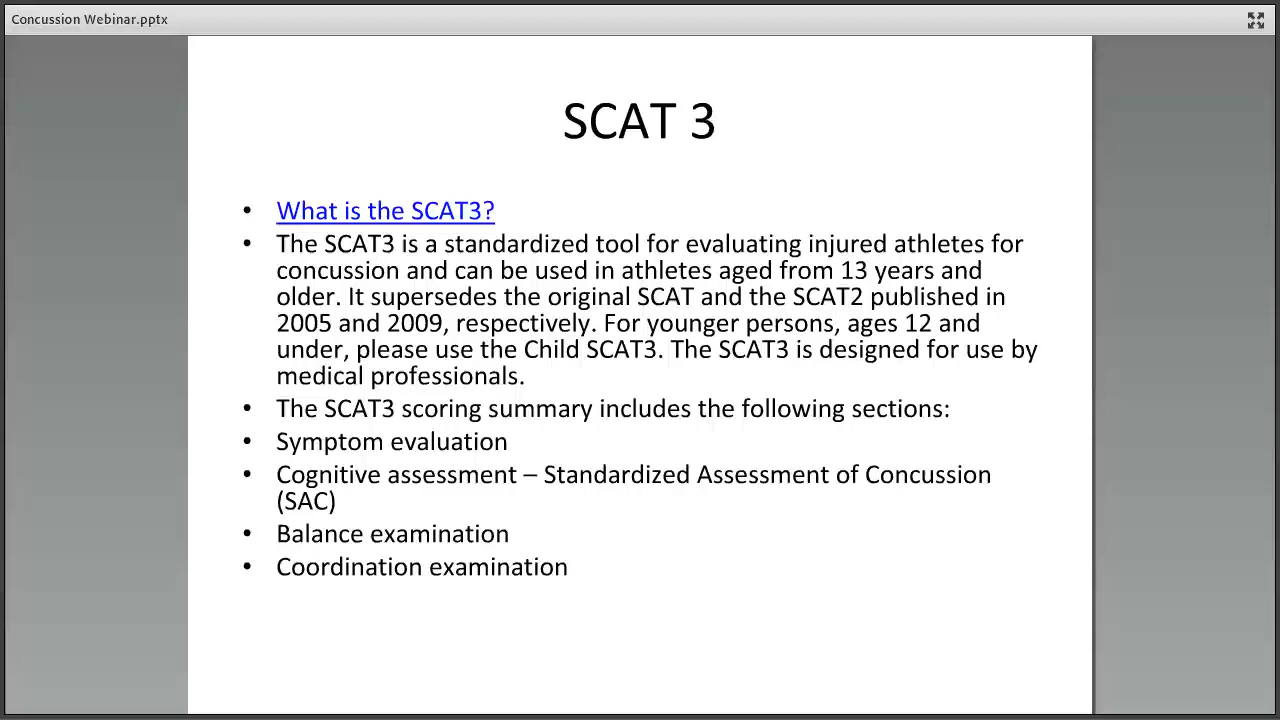 Concussion Webinar.pptx
SCAT 3
• What is the SCAT3?
• The SCAT3 is a standardized tool for evaluating injured athletes for
concussion and can be used in athletes aged from 13 years and
older. It supersedes the original SCAT and the SCAT2 published in
2005 and 2009, respectively. For younger persons, ages 12 and
under, please use the Child SCAT3. The SCAT3 is designed for use by
medical professionals.
• The SCAT3 scoring summary includes the following sections:
• Symptom evaluation
• Cognitive assessment – Standardized Assessment of Concussion
(SAC)
• Balance examination
• Coordination examination